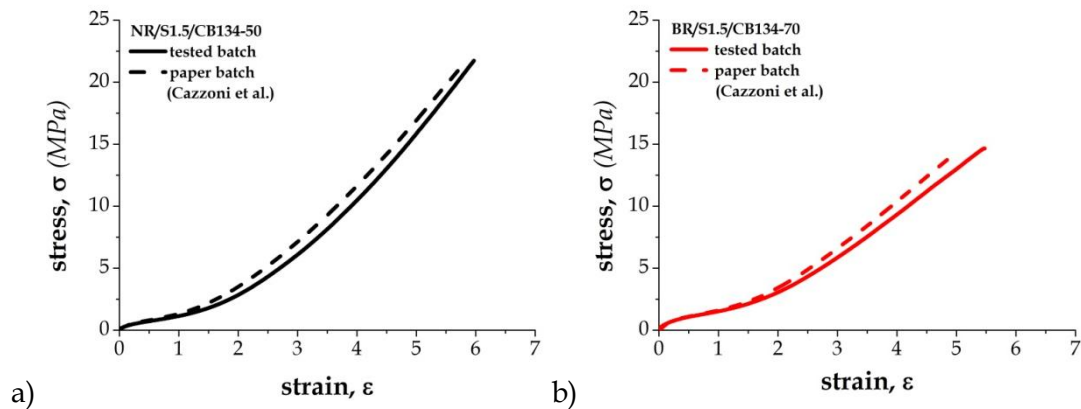 NR/S1.5/CB134-50
tested batch
paper batch
(Cazzoni et al.)
25
20
15
10
5
0
stress, σ (MPa)
0 1 2 3 4 5 6 7
strain, ε
a)
BR/S1.5/CB134-70
tested batch
paper batch
(Cazzoni et al.)
25
20
15
10
5
0
stress, σ (MPa)
0 1 2 3 4 5 6 7
strain, ε
b)